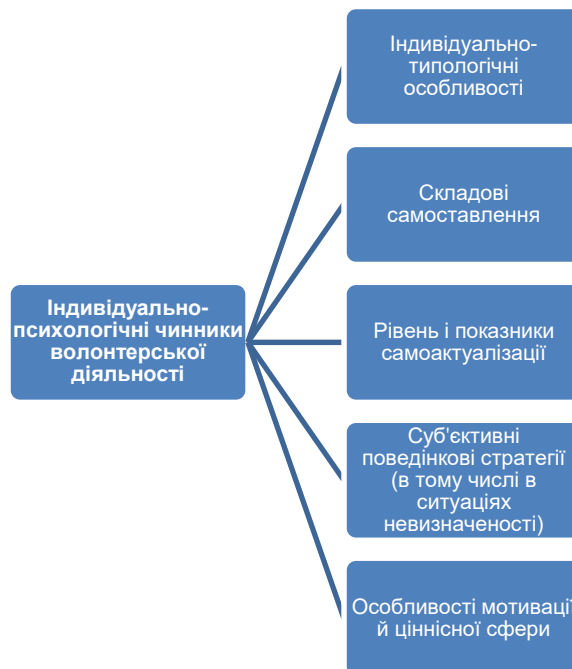 Індивідуально-
психологічні чинники
волонтерської
діяльності
Індивідуально-
типологічні
особливості
Складові
самоставлення
Рівень і показники
самоактуалізації
Суб'єктивні
поведінкові стратегії
(в тому числі в
ситуаціях
невизначеності)
Особливості мотивації
й ціннісної сфери